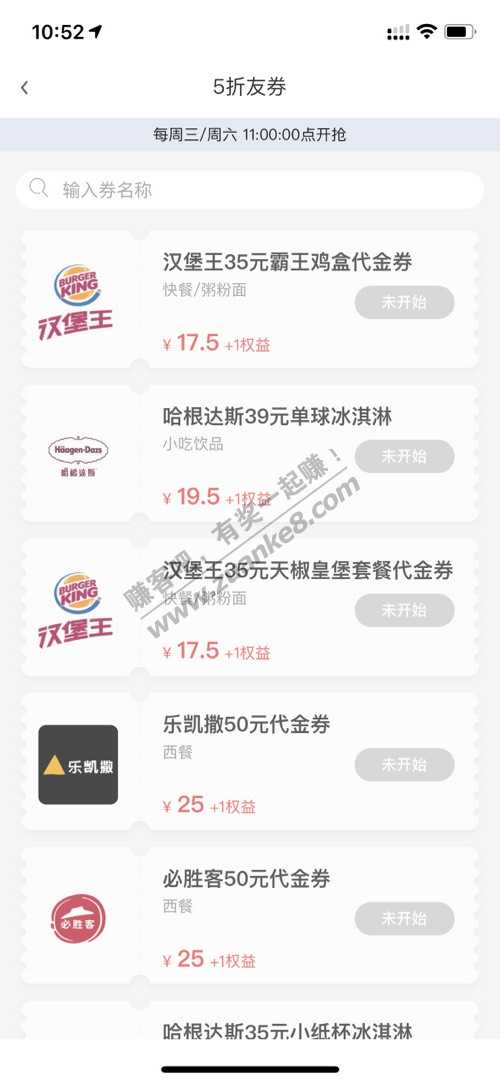 10:52
5折友券
每周三/周六 11:00:00点开抢
输入券名称
BURGER KING
汉堡王
汉堡王35元霸王鸡盒代金券
快餐/粥粉面
未开始
¥ 17.5 +1权益
Häagen-Dazs
哈根达斯
哈根达斯39元单球冰淇淋
小吃饮品
未开始
¥ 19.5 +1权益
赚客吧，有奖一起赚！
www.zuanke8.com
BURGER KING
汉堡王
汉堡王35元天椒皇堡套餐代金券
快餐/粥粉面
未开始
¥ 17.5 +1权益
乐凯撒
乐凯撒50元代金券
西餐
未开始
¥ 25 +1权益
必胜客
必胜客50元代金券
西餐
未开始
¥ 25 +1权益
哈根达斯35元小纸杯冰淇淋